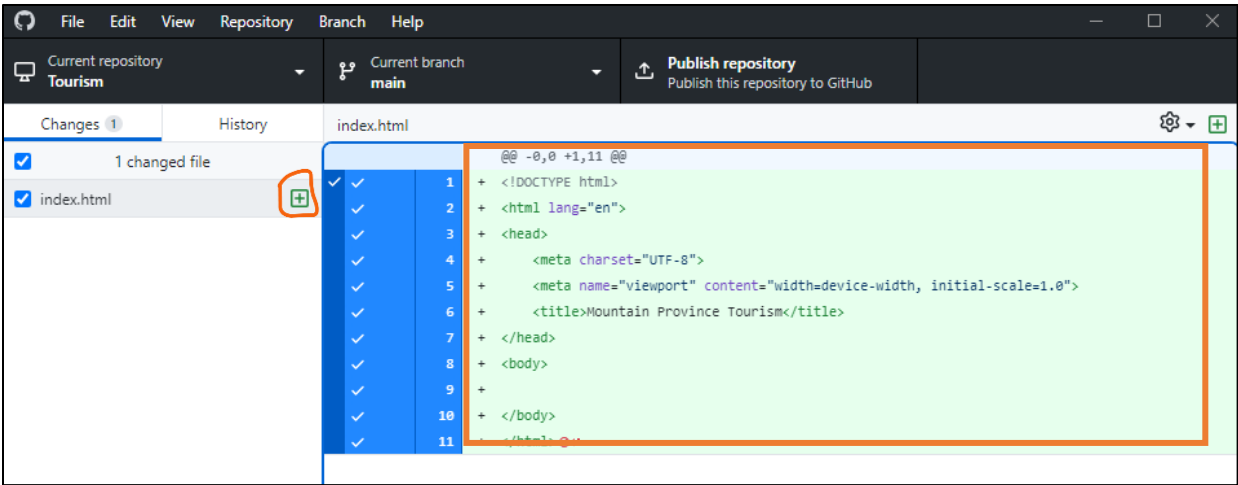 File Edit View Repository Branch Help
Current repository
Tourism
Current branch
main
Publish repository
Publish this repository to GitHub
Changes 1 History
index.html
1 changed file
index.html
@@ -0,0 +1,11 @@
1 + <!DOCTYPE html>
2 + <html lang="en">
3 + <head>
4 + <meta charset="UTF-8">
5 + <meta name="viewport" content="width=device-width, initial-scale=1.0">
6 + <title>Mountain Province Tourism</title>
7 + </head>
8 + <body>
9 +
10 + </body>
11 + </html>